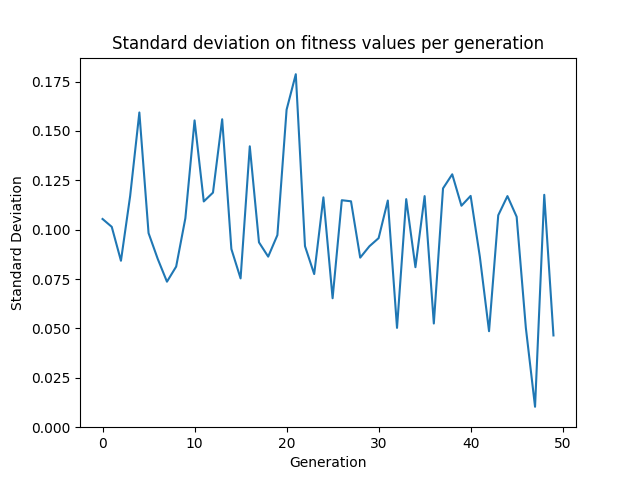 Standard deviation on fitness values per generation
0.175
0.150
0.125
0.100
0.075
0.050
0.025
0.000
Standard Deviation
0 10 20 30 40 50
Generation